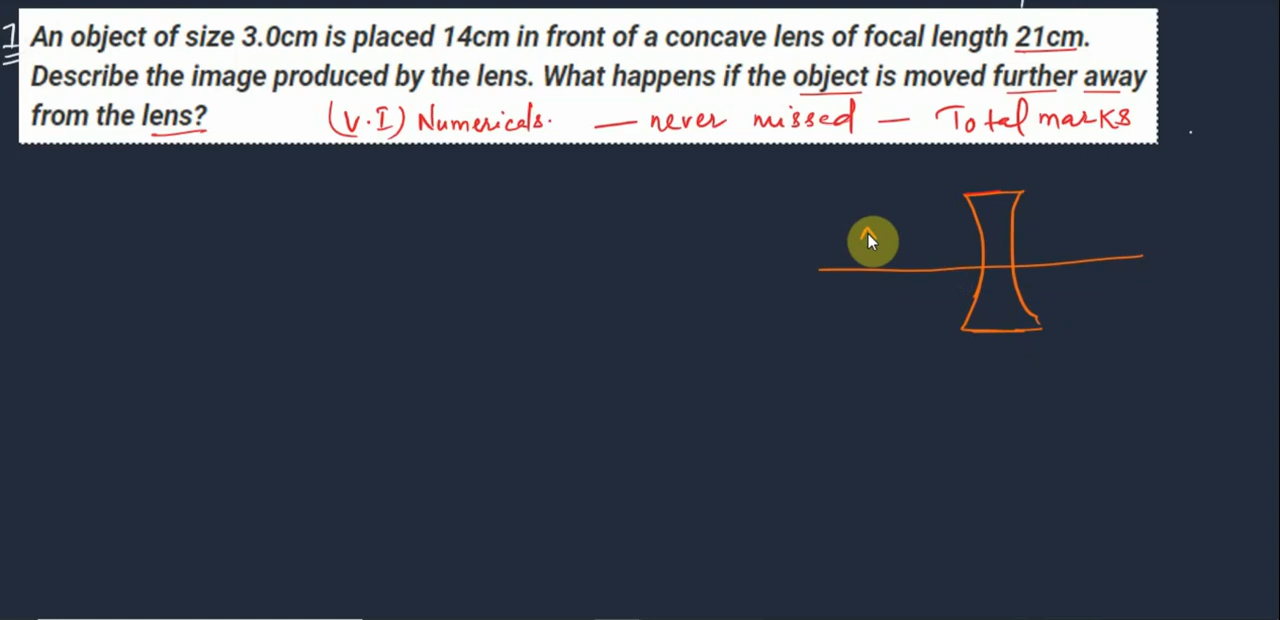 1 An object of size 3.0cm is placed 14cm in front of a concave lens of focal length 21cm.
Describe the image produced by the lens. What happens if the object is moved further away
from the lens? (V.I) Numericals. — never missed — Total marks